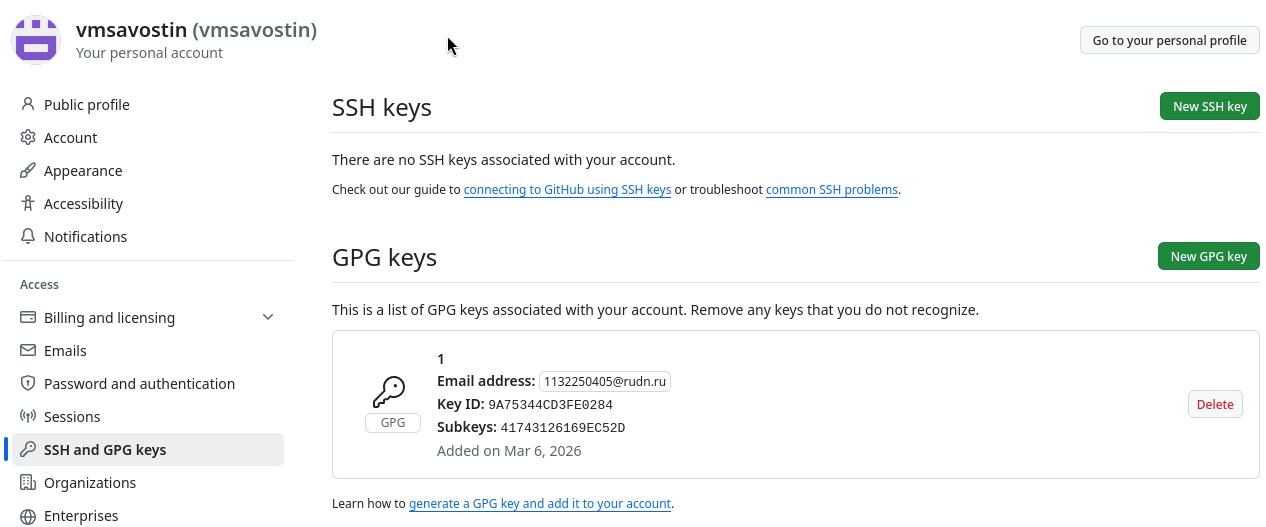 vmsavostin (vmsavostin)
Your personal account
Go to your personal profile
Public profile
Account
Appearance
Accessibility
Notifications
Access
Billing and licensing
Emails
Password and authentication
Sessions
SSH and GPG keys
Organizations
Enterprises
SSH keys
New SSH key
There are no SSH keys associated with your account.
Check out our guide to connecting to GitHub using SSH keys or troubleshoot common SSH problems.
GPG keys
New GPG key
This is a list of GPG keys associated with your account. Remove any keys that you do not recognize.
GPG
1
Email address: 1132250405@rudn.ru
Key ID: 9A75344CD3FE0284
Subkeys: 41743126169EC52D
Added on Mar 6, 2026
Delete
Learn how to generate a GPG key and add it to your account.